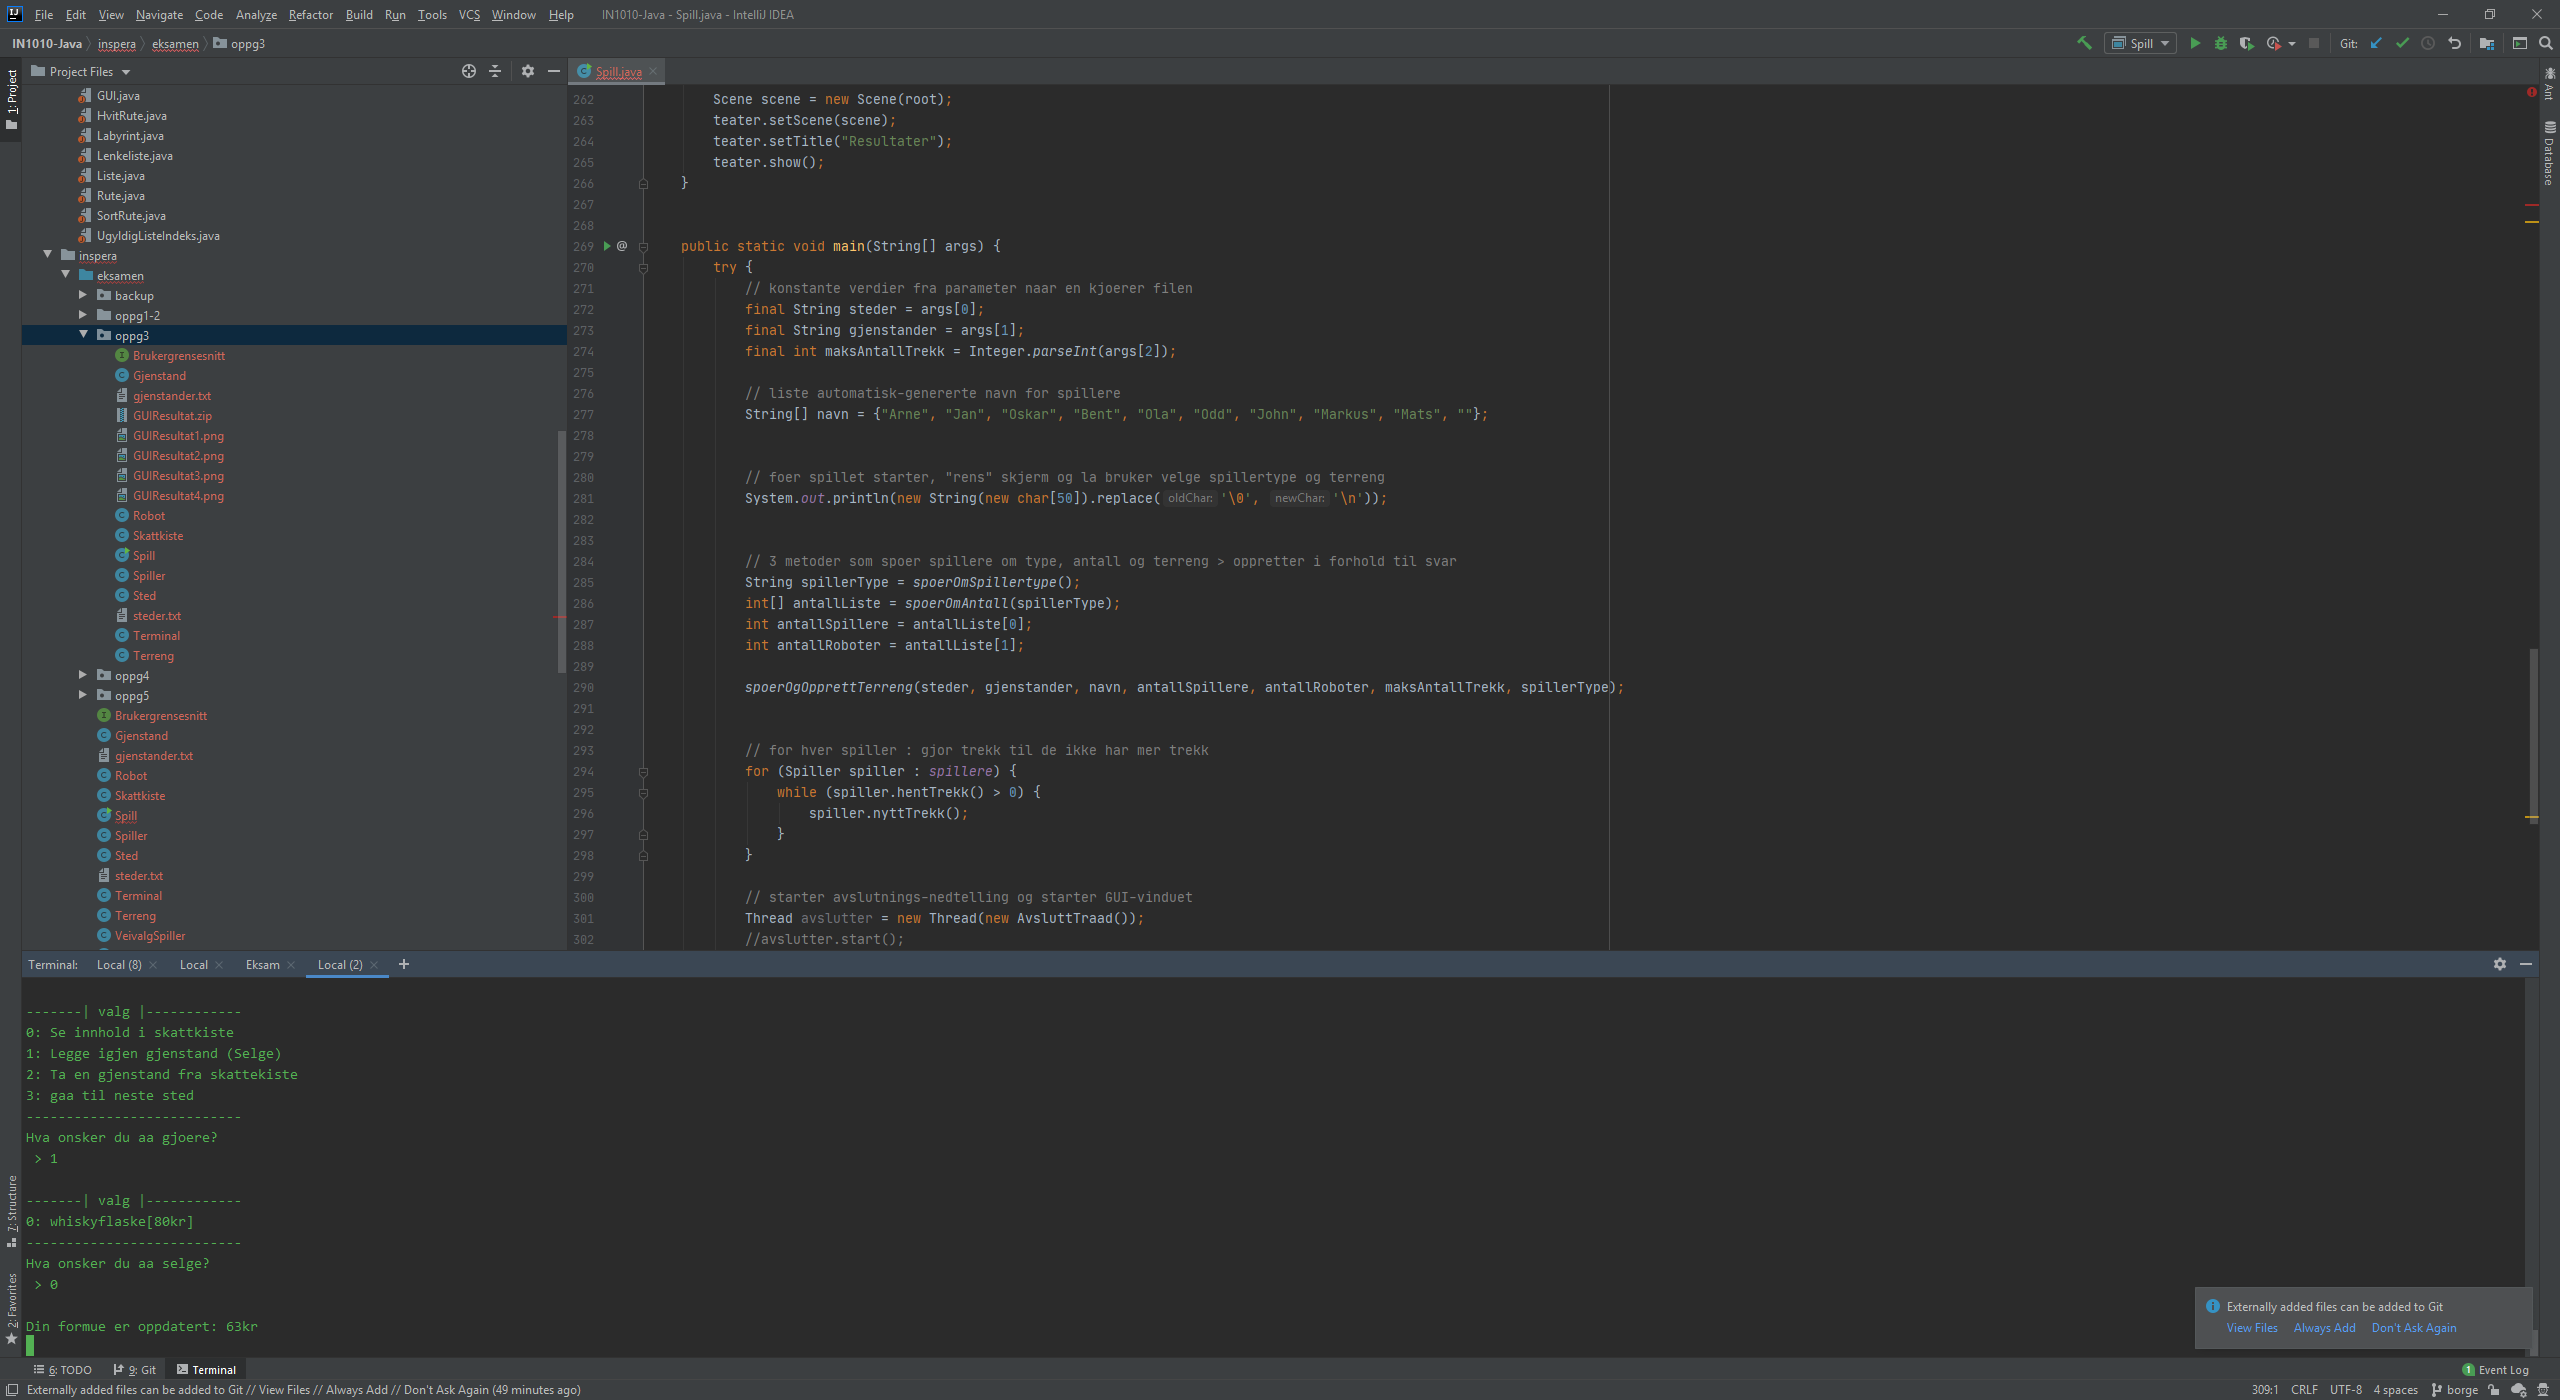 File Edit View Navigate Code Analyze Refactor Build Run Tools VCS Window Help IN1010-Java - Spill.java - IntelliJ IDEA
IN1010-Java inspera eksamen oppg3
Spill Git:
1: Project
Project Files
GUI.java
HvitRute.java
Labyrint.java
Lenkeliste.java
Liste.java
Rute.java
SortRute.java
UgyldigListeIndeks.java
inspera
eksamen
backup
oppg1-2
oppg3
Brukergrensesnitt
Gjenstand
gjenstander.txt
GUIResultat.zip
GUIResultat1.png
GUIResultat2.png
GUIResultat3.png
GUIResultat4.png
Robot
Skattkiste
Spill
Spiller
Sted
steder.txt
Terminal
Terreng
oppg4
oppg5
Brukergrensesnitt
Gjenstand
gjenstander.txt
Robot
Skattkiste
Spill
Spiller
Sted
steder.txt
Terminal
Terreng
VeivalgSpiller
Spill.java
262 Scene scene = new Scene(root);
263 teater.setScene(scene);
264 teater.setTitle("Resultater");
265 teater.show();
266 }
267
268
269 @ public static void main(String[] args) {
270 try {
271 // konstante verdier fra parameter naar en kjoerer filen
272 final String steder = args[0];
273 final String gjenstander = args[1];
274 final int maksAntallTrekk = Integer.parseInt(args[2]);
275
276 // liste automatisk-genererte navn for spillere
277 String[] navn = {"Arne", "Jan", "Oskar", "Bent", "Ola", "Odd", "John", "Markus", "Mats", ""};
278
279
280 // foer spillet starter, "rens" skjerm og la bruker velge spillertype og terreng
281 System.out.println(new String(new char[50]).replace( oldChar: '\0', newChar: '\n'));
282
283
284 // 3 metoder som spoer spillere om type, antall og terreng > oppretter i forhold til svar
285 String spillerType = spoerOmSpillertype();
286 int[] antallListe = spoerOmAntall(spillerType);
287 int antallSpillere = antallListe[0];
288 int antallRoboter = antallListe[1];
289
290 spoerOgOpprettTerreng(steder, gjenstander, navn, antallSpillere, antallRoboter, maksAntallTrekk, spillerType);
291
292
293 // for hver spiller : gjor trekk til de ikke har mer trekk
294 for (Spiller spiller : spillere) {
295 while (spiller.hentTrekk() > 0) {
296 spiller.nyttTrekk();
297 }
298 }
299
300 // starter avslutnings-nedtelling og starter GUI-vinduet
301 Thread avslutter = new Thread(new AvsluttTraad());
302 //avslutter.start();
Ant
Database
Terminal: Local (8) Local Eksam Local (2)
-------| valg |------------
0: Se innhold i skattkiste
1: Legge igjen gjenstand (Selge)
2: Ta en gjenstand fra skattekiste
3: gaa til neste sted
---------------------------
Hva onsker du aa gjoere?
> 1
-------| valg |------------
0: whiskyflaske[80kr]
---------------------------
Hva onsker du aa selge?
> 0
Din formue er oppdatert: 63kr
7: Structure
2: Favorites
Externally added files can be added to Git
View Files Always Add Don't Ask Again
6: TODO 9: Git Terminal 1 Event Log
Externally added files can be added to Git // View Files // Always Add // Don't Ask Again (49 minutes ago) 309:1 CRLF UTF-8 4 spaces borge